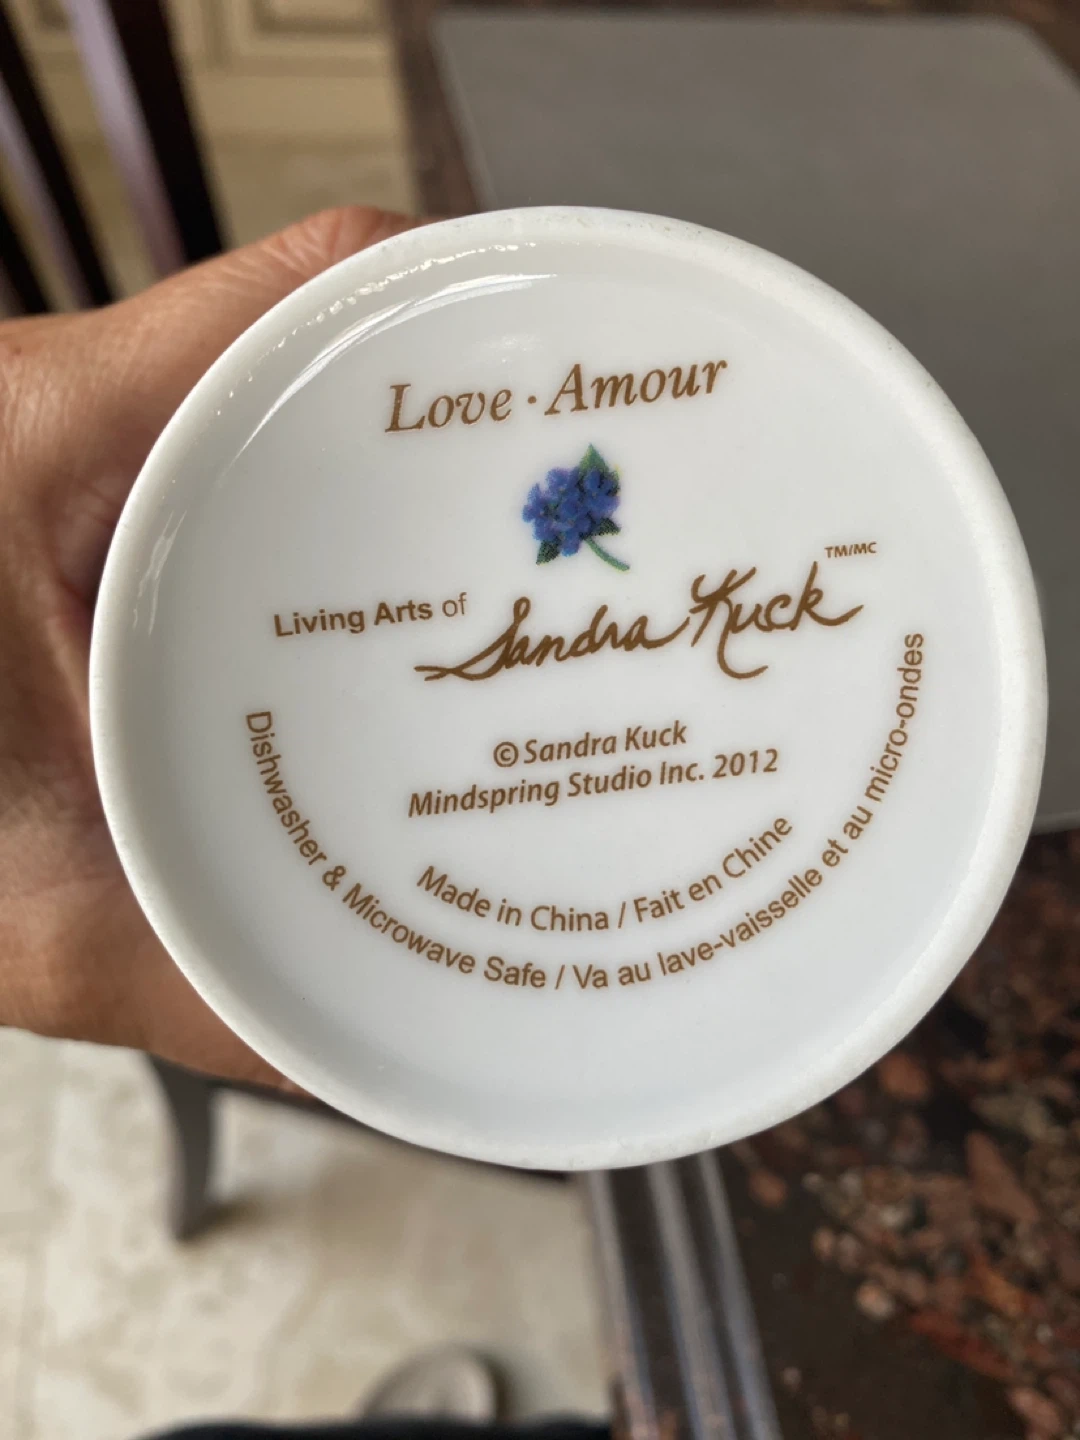 Love · Amour
Living Arts of Sandra Kuck TM/MC
© Sandra Kuck
Mindspring Studio Inc. 2012
Made in China / Fait en Chine
Dishwasher & Microwave Safe / Va au lave-vaisselle et au micro-ondes